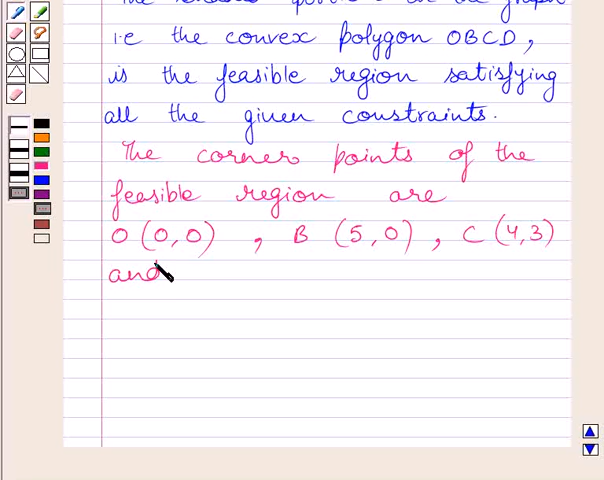 The
i.e the convex polygon OBCD,
is the feasible region satisfying
all the given constraints.
The corner points of the
feasible region are
O (0,0) , B (5,0) , C (4,3)
and